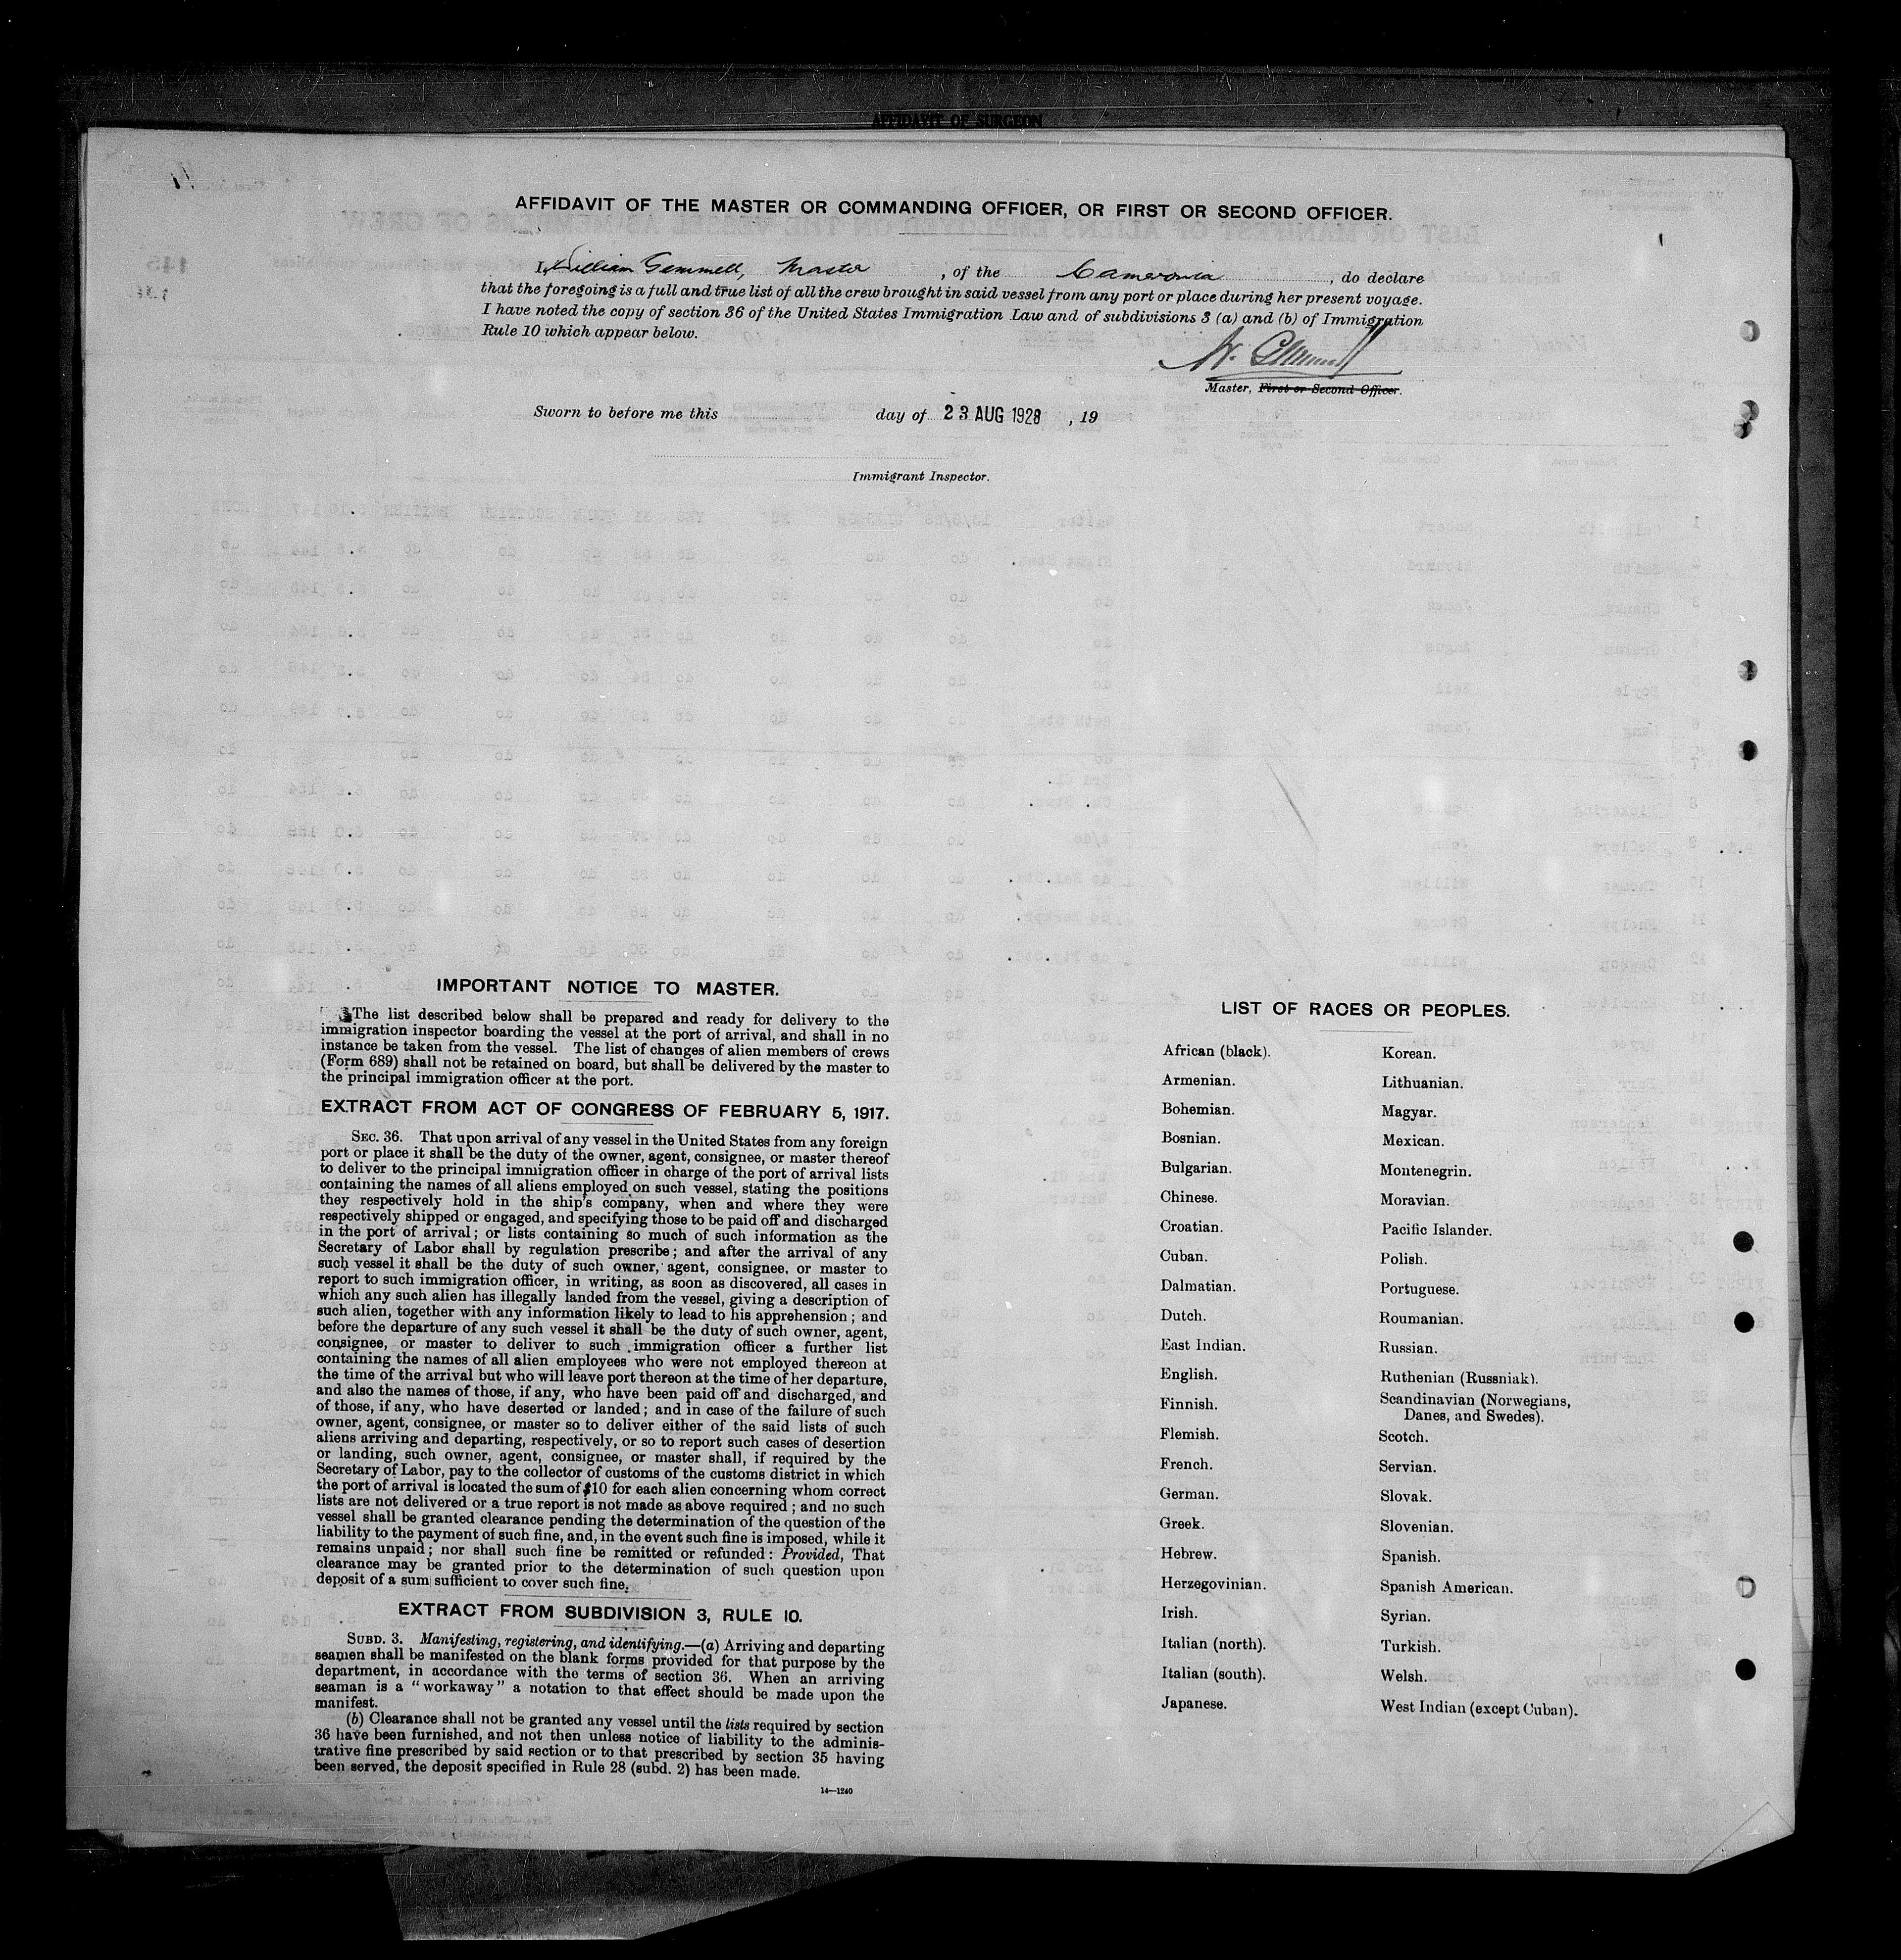 AFFIDAVIT OF SURGEON
AFFIDAVIT OF THE MASTER OR COMMANDING OFFICER, OR FIRST OR SECOND OFFICER.
I, William Gemmell, Master , of the Cameronia , do declare
that the foregoing is a full and true list of all the crew brought in said vessel from any port or place during her present voyage.
I have noted the copy of section 36 of the United States Immigration Law and of subdivisions 3 (a) and (b) of Immigration
Rule 10 which appear below.
W. Gemmell
Master, First or Second Officer.
Sworn to before me this day of 23 AUG 1928 , 19
Immigrant Inspector.
IMPORTANT NOTICE TO MASTER.
The list described below shall be prepared and ready for delivery to the
immigration inspector boarding the vessel at the port of arrival, and shall in no
instance be taken from the vessel. The list of changes of alien members of crews
(Form 689) shall not be retained on board, but shall be delivered by the master to
the principal immigration officer at the port.
EXTRACT FROM ACT OF CONGRESS OF FEBRUARY 5, 1917.
SEC. 36. That upon arrival of any vessel in the United States from any foreign
port or place it shall be the duty of the owner, agent, consignee, or master thereof
to deliver to the principal immigration officer in charge of the port of arrival lists
containing the names of all aliens employed on such vessel, stating the positions
they respectively hold in the ship's company, when and where they were
respectively shipped or engaged, and specifying those to be paid off and discharged
in the port of arrival; or lists containing so much of such information as the
Secretary of Labor shall by regulation prescribe; and after the arrival of any
such vessel it shall be the duty of such owner, agent, consignee, or master to
report to such immigration officer, in writing, as soon as discovered, all cases in
which any such alien has illegally landed from the vessel, giving a description of
such alien, together with any information likely to lead to his apprehension; and
before the departure of any such vessel it shall be the duty of such owner, agent,
consignee, or master to deliver to such immigration officer a further list
containing the names of all alien employees who were not employed thereon at
the time of the arrival but who will leave port thereon at the time of her departure,
and also the names of those, if any, who have been paid off and discharged, and
of those, if any, who have deserted or landed; and in case of the failure of such
owner, agent, consignee, or master so to deliver either of the said lists of such
aliens arriving and departing, respectively, or so to report such cases of desertion
or landing, such owner, agent, consignee, or master shall, if required by the
Secretary of Labor, pay to the collector of customs of the customs district in which
the port of arrival is located the sum of $10 for each alien concerning whom correct
lists are not delivered or a true report is not made as above required; and no such
vessel shall be granted clearance pending the determination of the question of the
liability to the payment of such fine, and, in the event such fine is imposed, while it
remains unpaid; nor shall such fine be remitted or refunded: Provided, That
clearance may be granted prior to the determination of such question upon
deposit of a sum sufficient to cover such fine.
EXTRACT FROM SUBDIVISION 3, RULE 10.
SUBD. 3. Manifesting, registering, and identifying.—(a) Arriving and departing
seamen shall be manifested on the blank forms provided for that purpose by the
department, in accordance with the terms of section 36. When an arriving
seaman is a "workaway" a notation to that effect should be made upon the
manifest.
(b) Clearance shall not be granted any vessel until the lists required by section
36 have been furnished, and not then unless notice of liability to the adminis-
trative fine prescribed by said section or to that prescribed by section 35 having
been served, the deposit specified in Rule 28 (subd. 2) has been made.
14—1240
LIST OF RACES OR PEOPLES.
African (black).
Armenian.
Bohemian.
Bosnian.
Bulgarian.
Chinese.
Croatian.
Cuban.
Dalmatian.
Dutch.
East Indian.
English.
Finnish.
Flemish.
French.
German.
Greek.
Hebrew.
Herzegovinian.
Irish.
Italian (north).
Italian (south).
Japanese.
Korean.
Lithuanian.
Magyar.
Mexican.
Montenegrin.
Moravian.
Pacific Islander.
Polish.
Portuguese.
Roumanian.
Russian.
Ruthenian (Russniak).
Scandinavian (Norwegians,
Danes, and Swedes).
Scotch.
Servian.
Slovak.
Slovenian.
Spanish.
Spanish American.
Syrian.
Turkish.
Welsh.
West Indian (except Cuban).